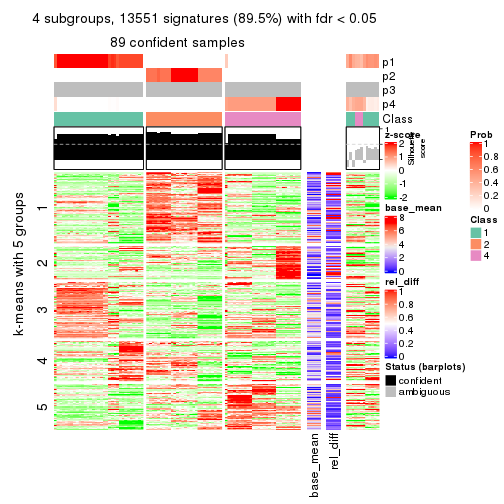 4 subgroups, 13551 signatures (89.5%) with fdr < 0.05
89 confident samples
p1
p2
p3
p4
Class
1
Silhouette
score
k-means with 5 groups
1
2
3
4
5
base_mean
rel_diff
z-score
2
1
0
-1
-2
base_mean
8
6
4
2
0
rel_diff
1
0.8
0.6
0.4
0.2
0
Status (barplots)
confident
ambiguous
Prob
1
0.8
0.6
0.4
0.2
0
Class
1
2
4